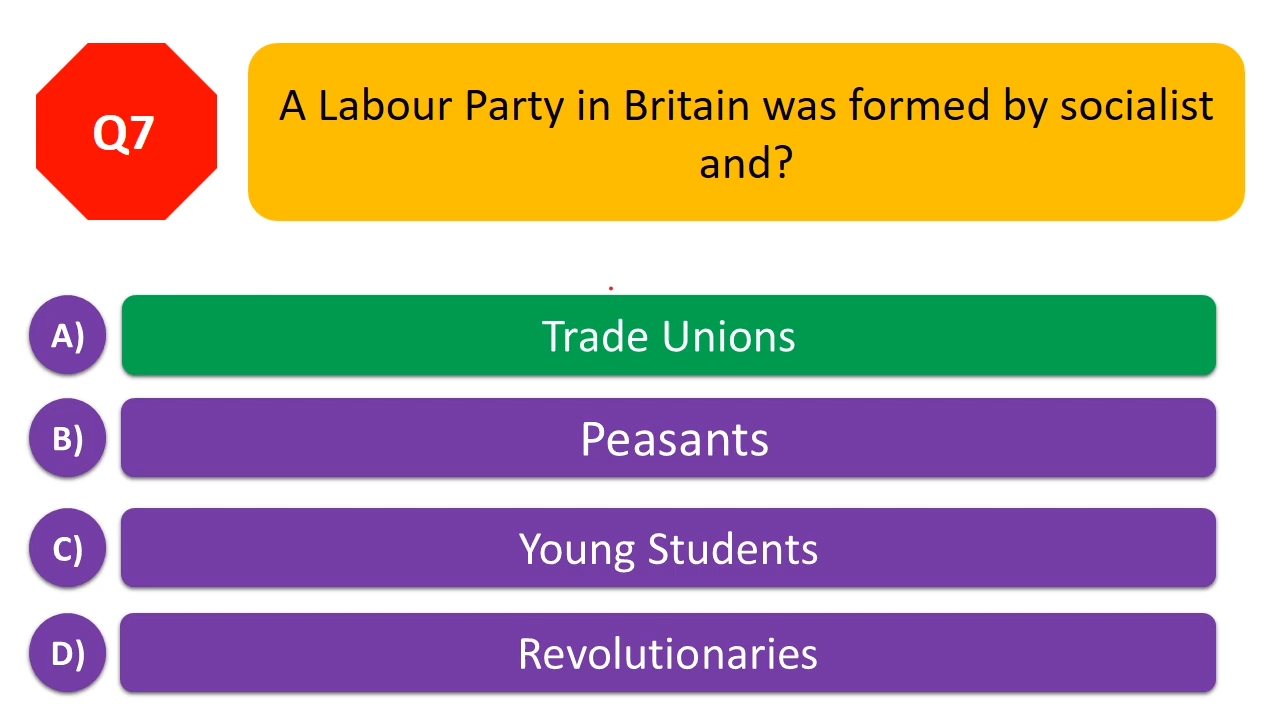 Q7
A Labour Party in Britain was formed by socialist
and?
A) Trade Unions
B) Peasants
C) Young Students
D) Revolutionaries